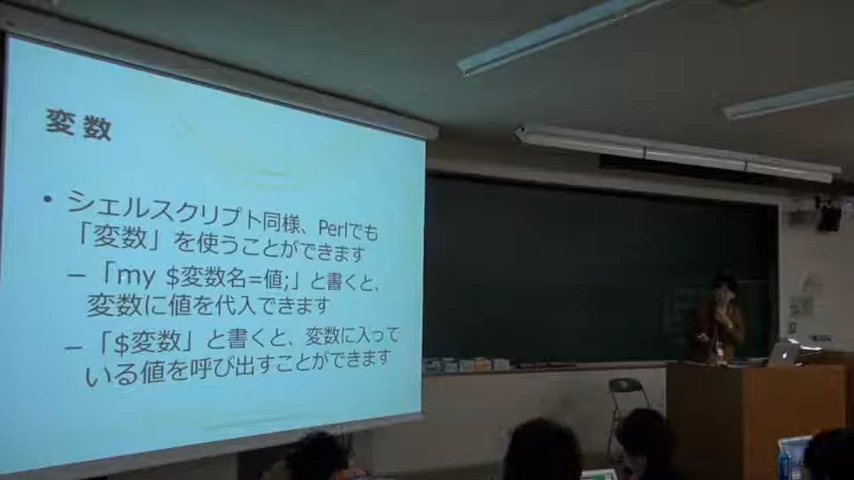 変数
• シェルスクリプト同様、Perlでも
「変数」を使うことができます
–「my $変数名=値;」と書くと、
変数に値を代入できます
–「$変数」と書くと、変数に入って
いる値を呼び出すことができます